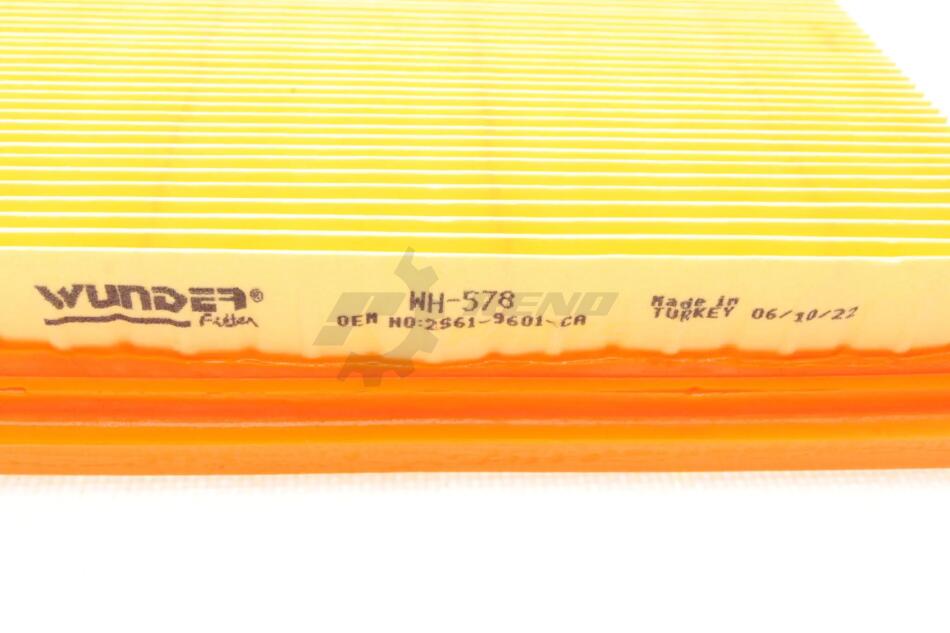 WUNDER®
Filter
WH-578
OEM NO:2S61-9601-CA
Made in
TURKEY 06/10/22